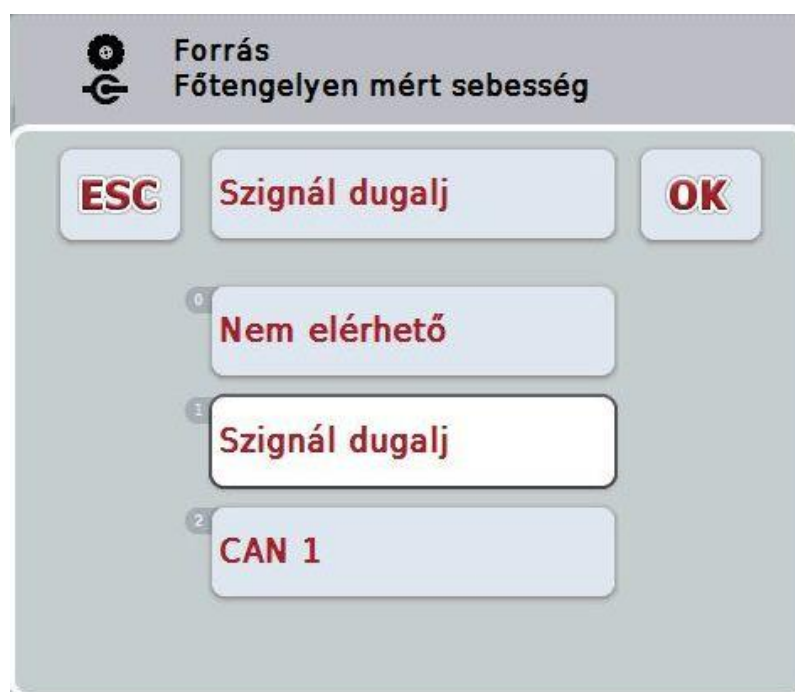 Forrás
Főtengelyen mért sebesség
ESC
Szignál dugalj
OK
0
Nem elérhető
1
Szignál dugalj
2
CAN 1